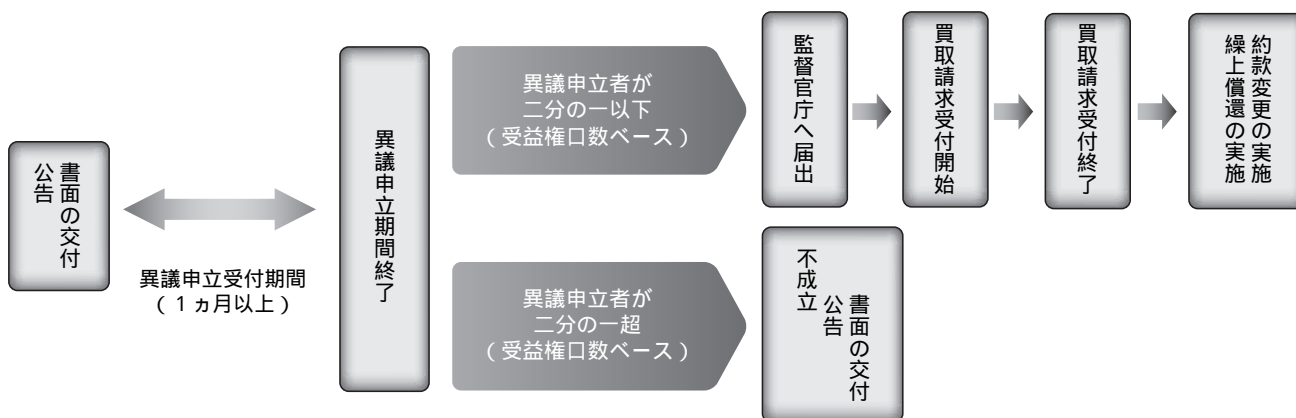 書面の交付
公告
異議申立受付期間
（１ヵ月以上）
異議申立期間終了
異議申立者が
二分の一以下
（受益権口数ベース）
監督官庁へ届出
買取請求受付開始
買取請求受付終了
約款変更の実施
繰上償還の実施
異議申立者が
二分の一超
（受益権口数ベース）
書面の交付
公告
不成立